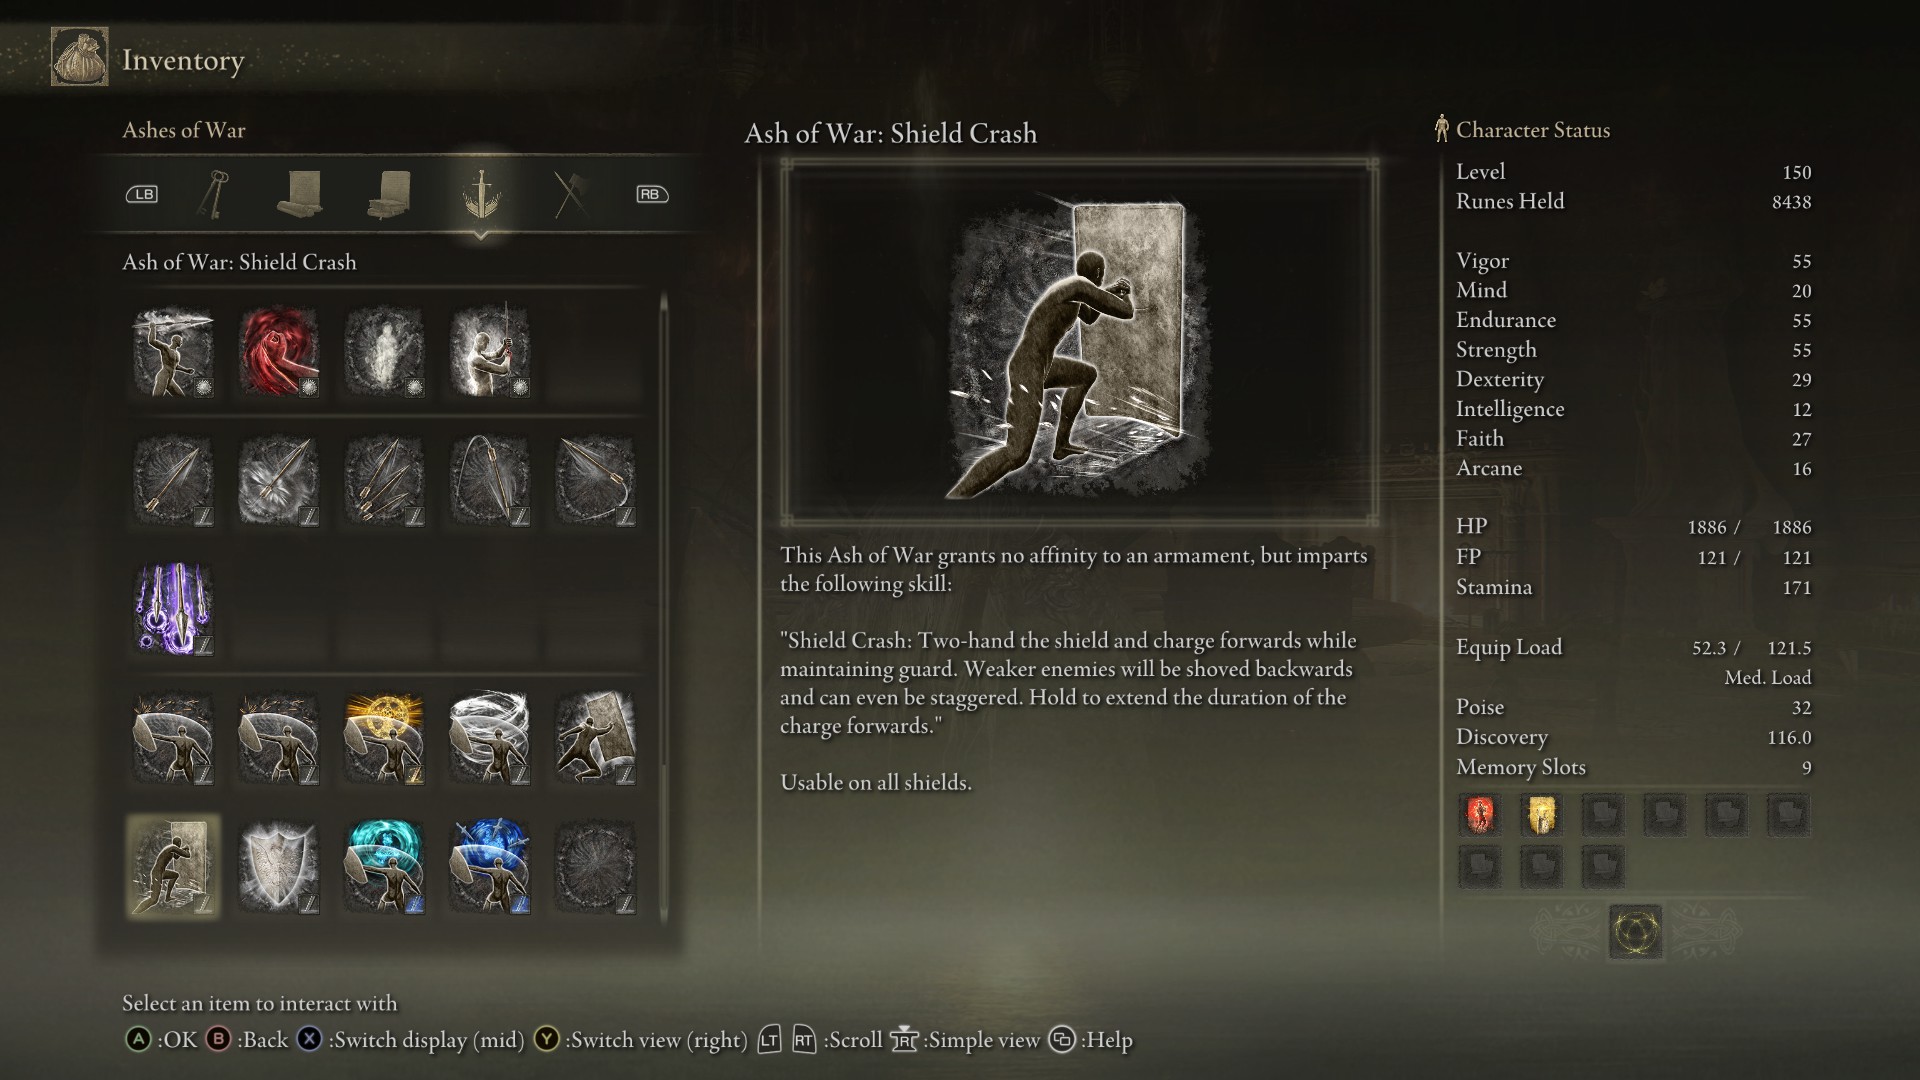 Inventory
Ashes of War
LB
RB
Ash of War: Shield Crash
Ash of War: Shield Crash
This Ash of War grants no affinity to an armament, but imparts
the following skill:
"Shield Crash: Two-hand the shield and charge forwards while
maintaining guard. Weaker enemies will be shoved backwards
and can even be staggered. Hold to extend the duration of the
charge forwards."
Usable on all shields.
Character Status
Level 150
Runes Held 8438
Vigor 55
Mind 20
Endurance 55
Strength 55
Dexterity 29
Intelligence 12
Faith 27
Arcane 16
HP 1886 / 1886
FP 121 / 121
Stamina 171
Equip Load 52.3 / 121.5
Med. Load
Poise 32
Discovery 116.0
Memory Slots 9
Select an item to interact with
A :OK B :Back X :Switch display (mid) Y :Switch view (right) LT RT :Scroll R :Simple view :Help